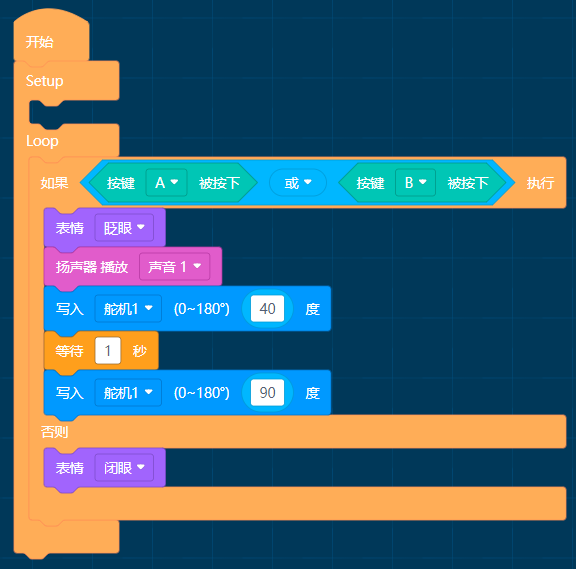 开始
Setup
Loop
如果 按键 A 被按下 或 按键 B 被按下 执行
表情 眨眼
扬声器 播放 声音 1
写入 舵机1 (0~180°) 40 度
等待 1 秒
写入 舵机1 (0~180°) 90 度
否则
表情 闭眼